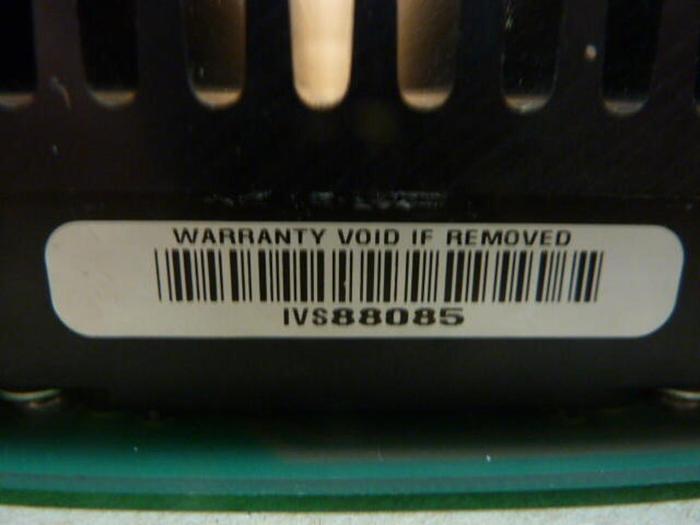 WARRANTY VOID IF REMOVED
IVS88085